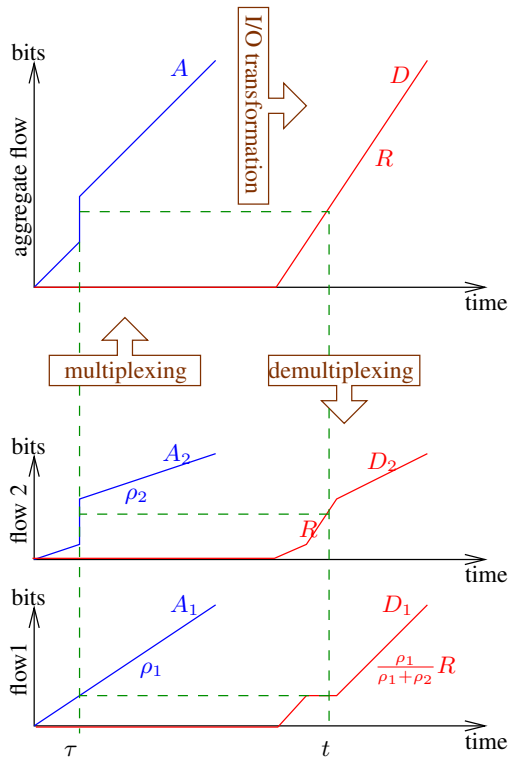 bits
aggregate flow
A
I/O transformation
D
R
time
multiplexing
demultiplexing
bits
flow 2
A₂
ρ₂
D₂
R
time
bits
flow1
A₁
ρ₁
D₁
ρ₁/(ρ₁+ρ₂) R
time
τ
t